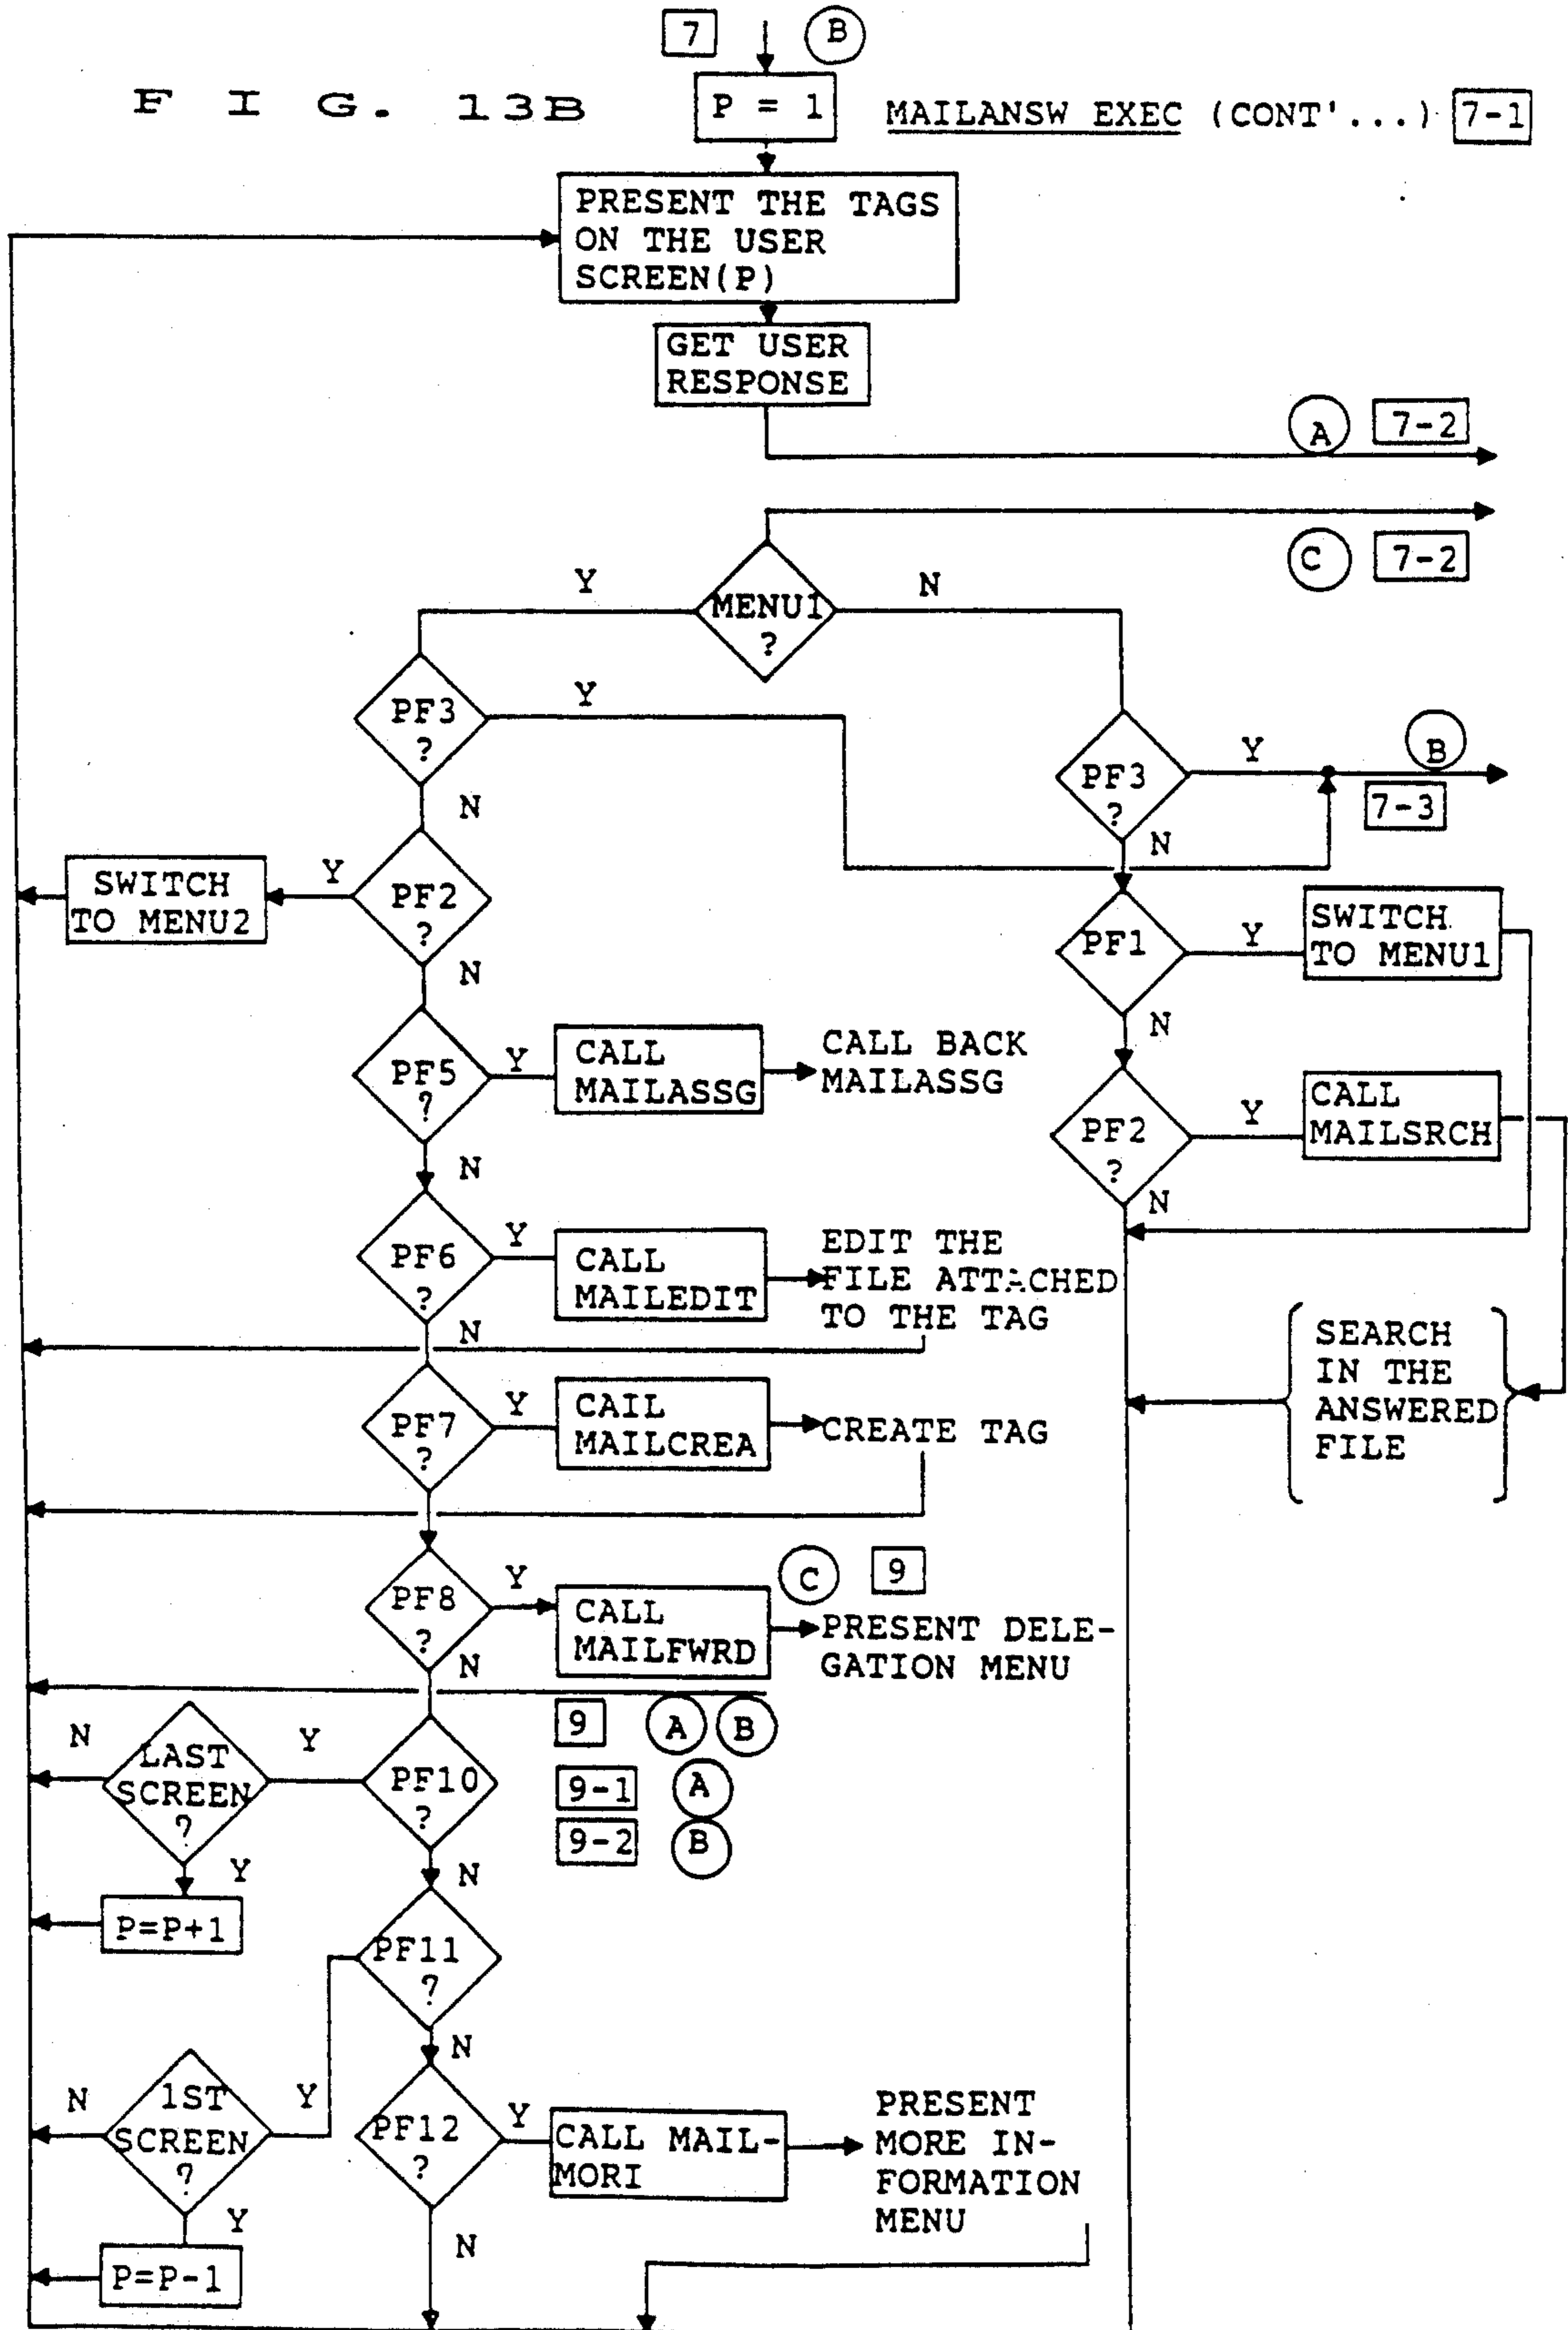 7 B
F I G. 13B
P = 1
MAILANSW EXEC (CONT'...) 7-1
PRESENT THE TAGS
ON THE USER
SCREEN(P)
GET USER
RESPONSE
A 7-2
C 7-2
Y
MENU1
?
N
PF3
?
Y
N
PF3
?
Y
B
7-3
N
SWITCH
TO MENU2
Y
PF2
?
N
PF1
?
Y
SWITCH
TO MENU1
N
PF5
?
Y
CALL
MAILASSG
CALL BACK
MAILASSG
N
PF2
?
Y
CALL
MAILSRCH
N
PF6
?
Y
CALL
MAILEDIT
EDIT THE
FILE ATTACHED
TO THE TAG
N
SEARCH
IN THE
ANSWERED
FILE
PF7
?
Y
CAIL
MAILCREA
CREATE TAG
PF8
?
Y
CALL
MAILFWRD
C 9
PRESENT DELE-
GATION MENU
N
9 A B
9-1 A
9-2 B
N
LAST
SCREEN
?
Y
PF10
?
Y
N
P=P+1
PF11
?
N
N
1ST
SCREEN
?
Y
PF12
?
Y
CALL MAIL-
MORI
PRESENT
MORE IN-
FORMATION
MENU
Y
N
P=P-1